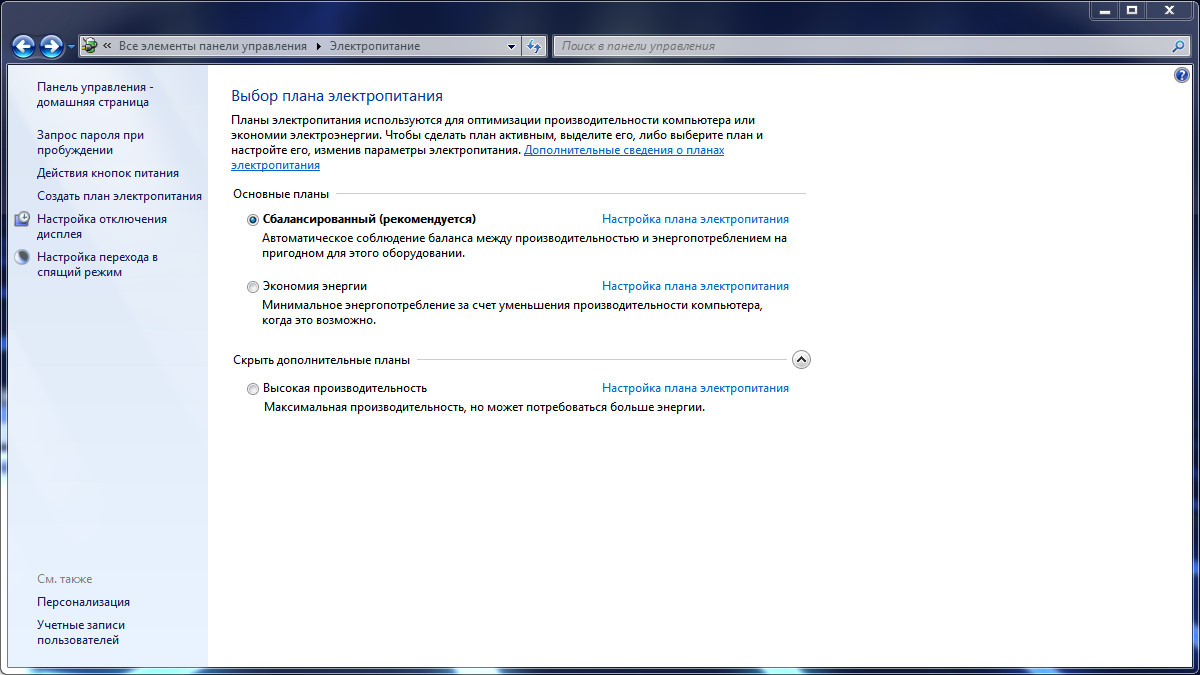 « Все элементы панели управления ▸ Электропитание
Поиск в панели управления
Панель управления -
домашняя страница
Запрос пароля при
пробуждении
Действия кнопок питания
Создать план электропитания
Настройка отключения
дисплея
Настройка перехода в
спящий режим
См. также
Персонализация
Учетные записи
пользователей
Выбор плана электропитания
Планы электропитания используются для оптимизации производительности компьютера или
экономии электроэнергии. Чтобы сделать план активным, выделите его, либо выберите план и
настройте его, изменив параметры электропитания. Дополнительные сведения о планах
электропитания
Основные планы
Сбалансированный (рекомендуется) Настройка плана электропитания
Автоматическое соблюдение баланса между производительностью и энергопотреблением на
пригодном для этого оборудовании.
Экономия энергии Настройка плана электропитания
Минимальное энергопотребление за счет уменьшения производительности компьютера,
когда это возможно.
Скрыть дополнительные планы
Высокая производительность Настройка плана электропитания
Максимальная производительность, но может потребоваться больше энергии.